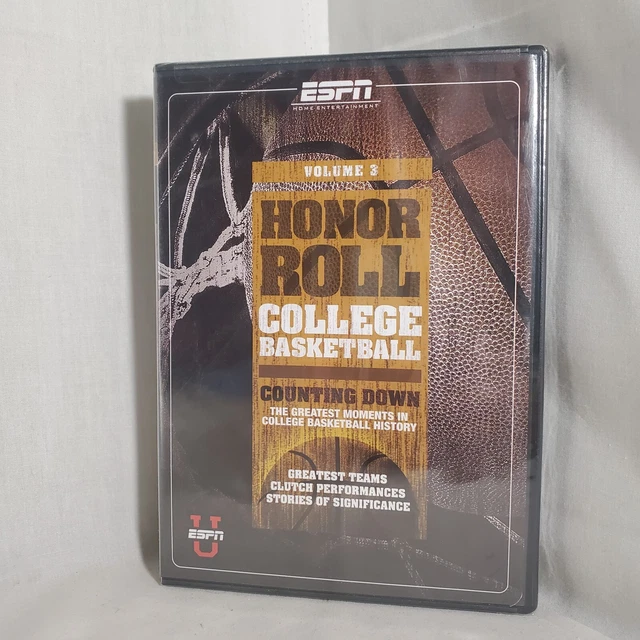 ESPN
HOME ENTERTAINMENT
VOLUME 3
HONOR
ROLL
COLLEGE
BASKETBALL
COUNTING DOWN
THE GREATEST MOMENTS IN
COLLEGE BASKETBALL HISTORY
GREATEST TEAMS
CLUTCH PERFORMANCES
STORIES OF SIGNIFICANCE
ESPN
U